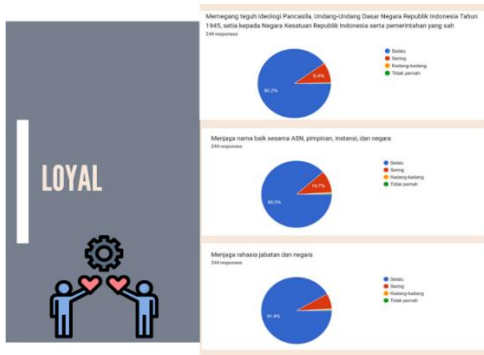 LOYAL
Memegang teguh ideologi Pancasila, Undang-Undang Dasar Negara Republik Indonesia Tahun
1945, setia kepada Negara Kesatuan Republik Indonesia serta pemerintahan yang sah
244 responses
90.2%
9.4%
Selalu
Sering
Kadang-kadang
Tidak pernah
Menjaga nama baik sesama ASN, pimpinan, instansi, dan negara
244 responses
88.5%
10.7%
Selalu
Sering
Kadang-kadang
Tidak pernah
Menjaga rahasia jabatan dan negara
244 responses
91.8%
Selalu
Sering
Kadang-kadang
Tidak pernah